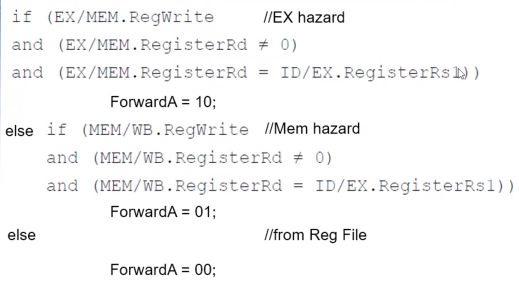 if (EX/MEM.RegWrite //EX hazard
and (EX/MEM.RegisterRd ≠ 0)
and (EX/MEM.RegisterRd = ID/EX.RegisterRs1))
ForwardA = 10;
else if (MEM/WB.RegWrite //Mem hazard
and (MEM/WB.RegisterRd ≠ 0)
and (MEM/WB.RegisterRd = ID/EX.RegisterRs1))
ForwardA = 01;
else //from Reg File
ForwardA = 00;